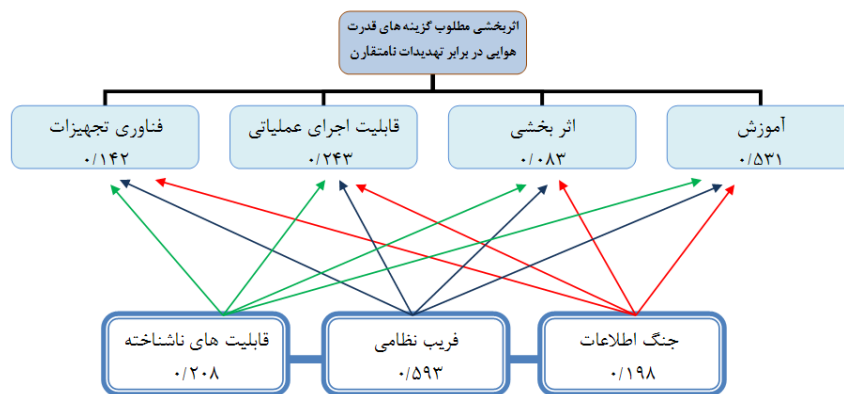 اثربخشی مطلوب گزینه های قدرت
هوایی در برابر تهدیدات نامتقارن
آموزش
۰/۵۳۱
اثر بخشی
۰/۰۸۳
قابلیت اجرای عملیاتی
۰/۲۴۳
فناوری تجهیزات
۰/۱۴۲
جنگ اطلاعات
۰/۱۹۸
فریب نظامی
۰/۵۹۳
قابلیت های ناشناخته
۰/۲۰۸